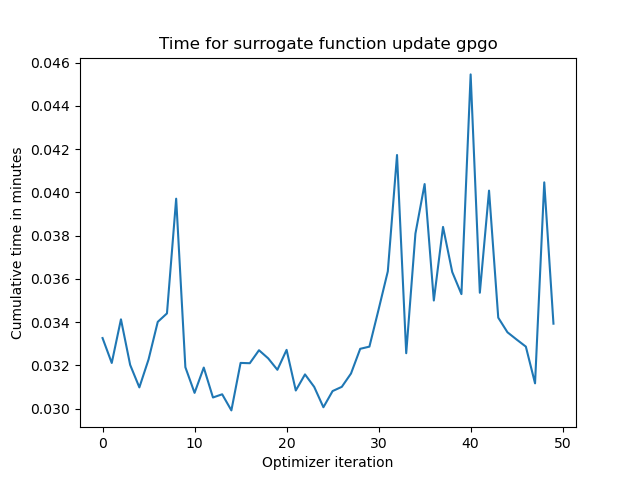 Time for surrogate function update gpgo
0.046
0.044
0.042
0.040
0.038
0.036
0.034
0.032
0.030
Cumulative time in minutes
0 10 20 30 40 50
Optimizer iteration